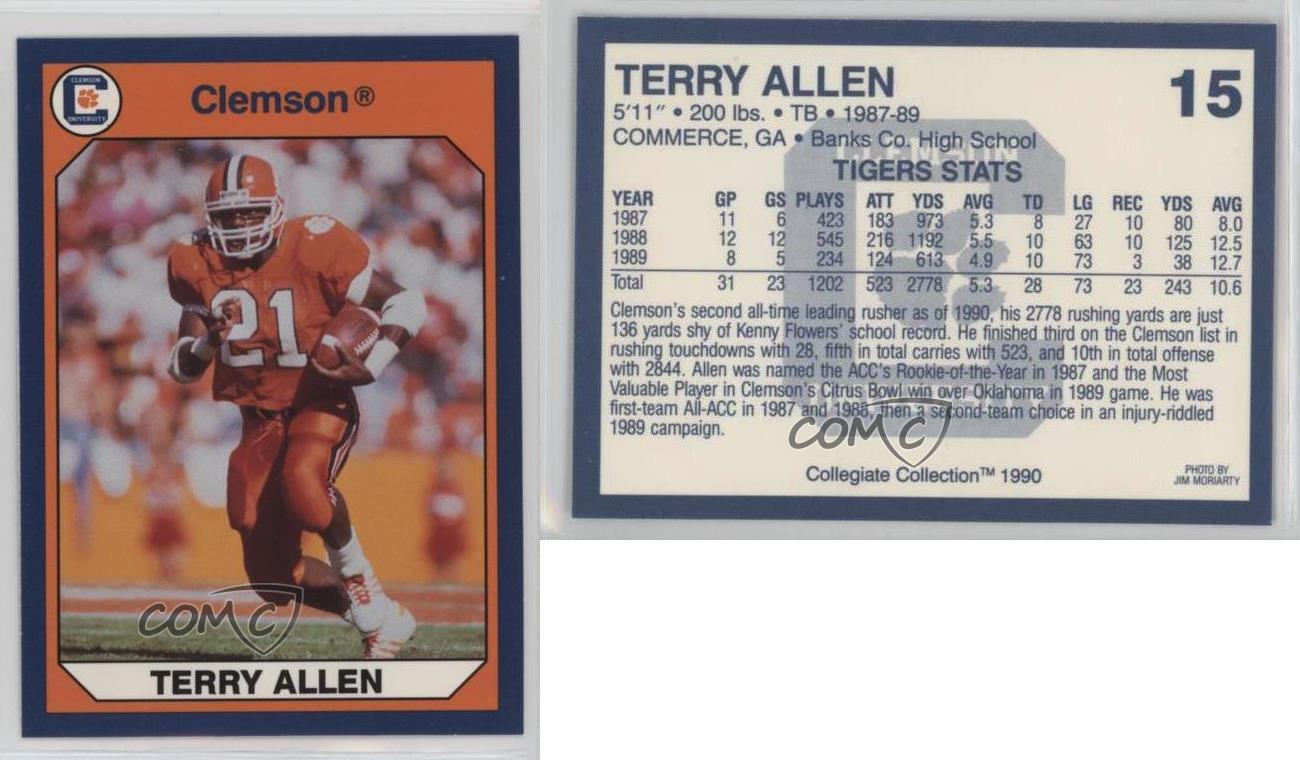 CLEMSON
UNIVERSITY
Clemson®
21
COMC
TERRY ALLEN
TERRY ALLEN
15
5'11" • 200 lbs. • TB • 1987-89
COMMERCE, GA • Banks Co. High School
TIGERS STATS
YEAR GP GS PLAYS ATT YDS AVG TD LG REC YDS AVG
1987 11 6 423 183 973 5.3 8 27 10 80 8.0
1988 12 12 545 216 1192 5.5 10 63 10 125 12.5
1989 8 5 234 124 613 4.9 10 73 3 38 12.7
Total 31 23 1202 523 2778 5.3 28 73 23 243 10.6
Clemson's second all-time leading rusher as of 1990, his 2778 rushing yards are just
136 yards shy of Kenny Flowers' school record. He finished third on the Clemson list in
rushing touchdowns with 28, fifth in total carries with 523, and 10th in total offense
with 2844. Allen was named the ACC's Rookie-of-the-Year in 1987 and the Most
Valuable Player in Clemson's Citrus Bowl win over Oklahoma in 1989 game. He was
first-team All-ACC in 1987 and 1988, then a second-team choice in an injury-riddled
1989 campaign.
COMC
Collegiate Collection™ 1990
PHOTO BY
JIM MORIARTY